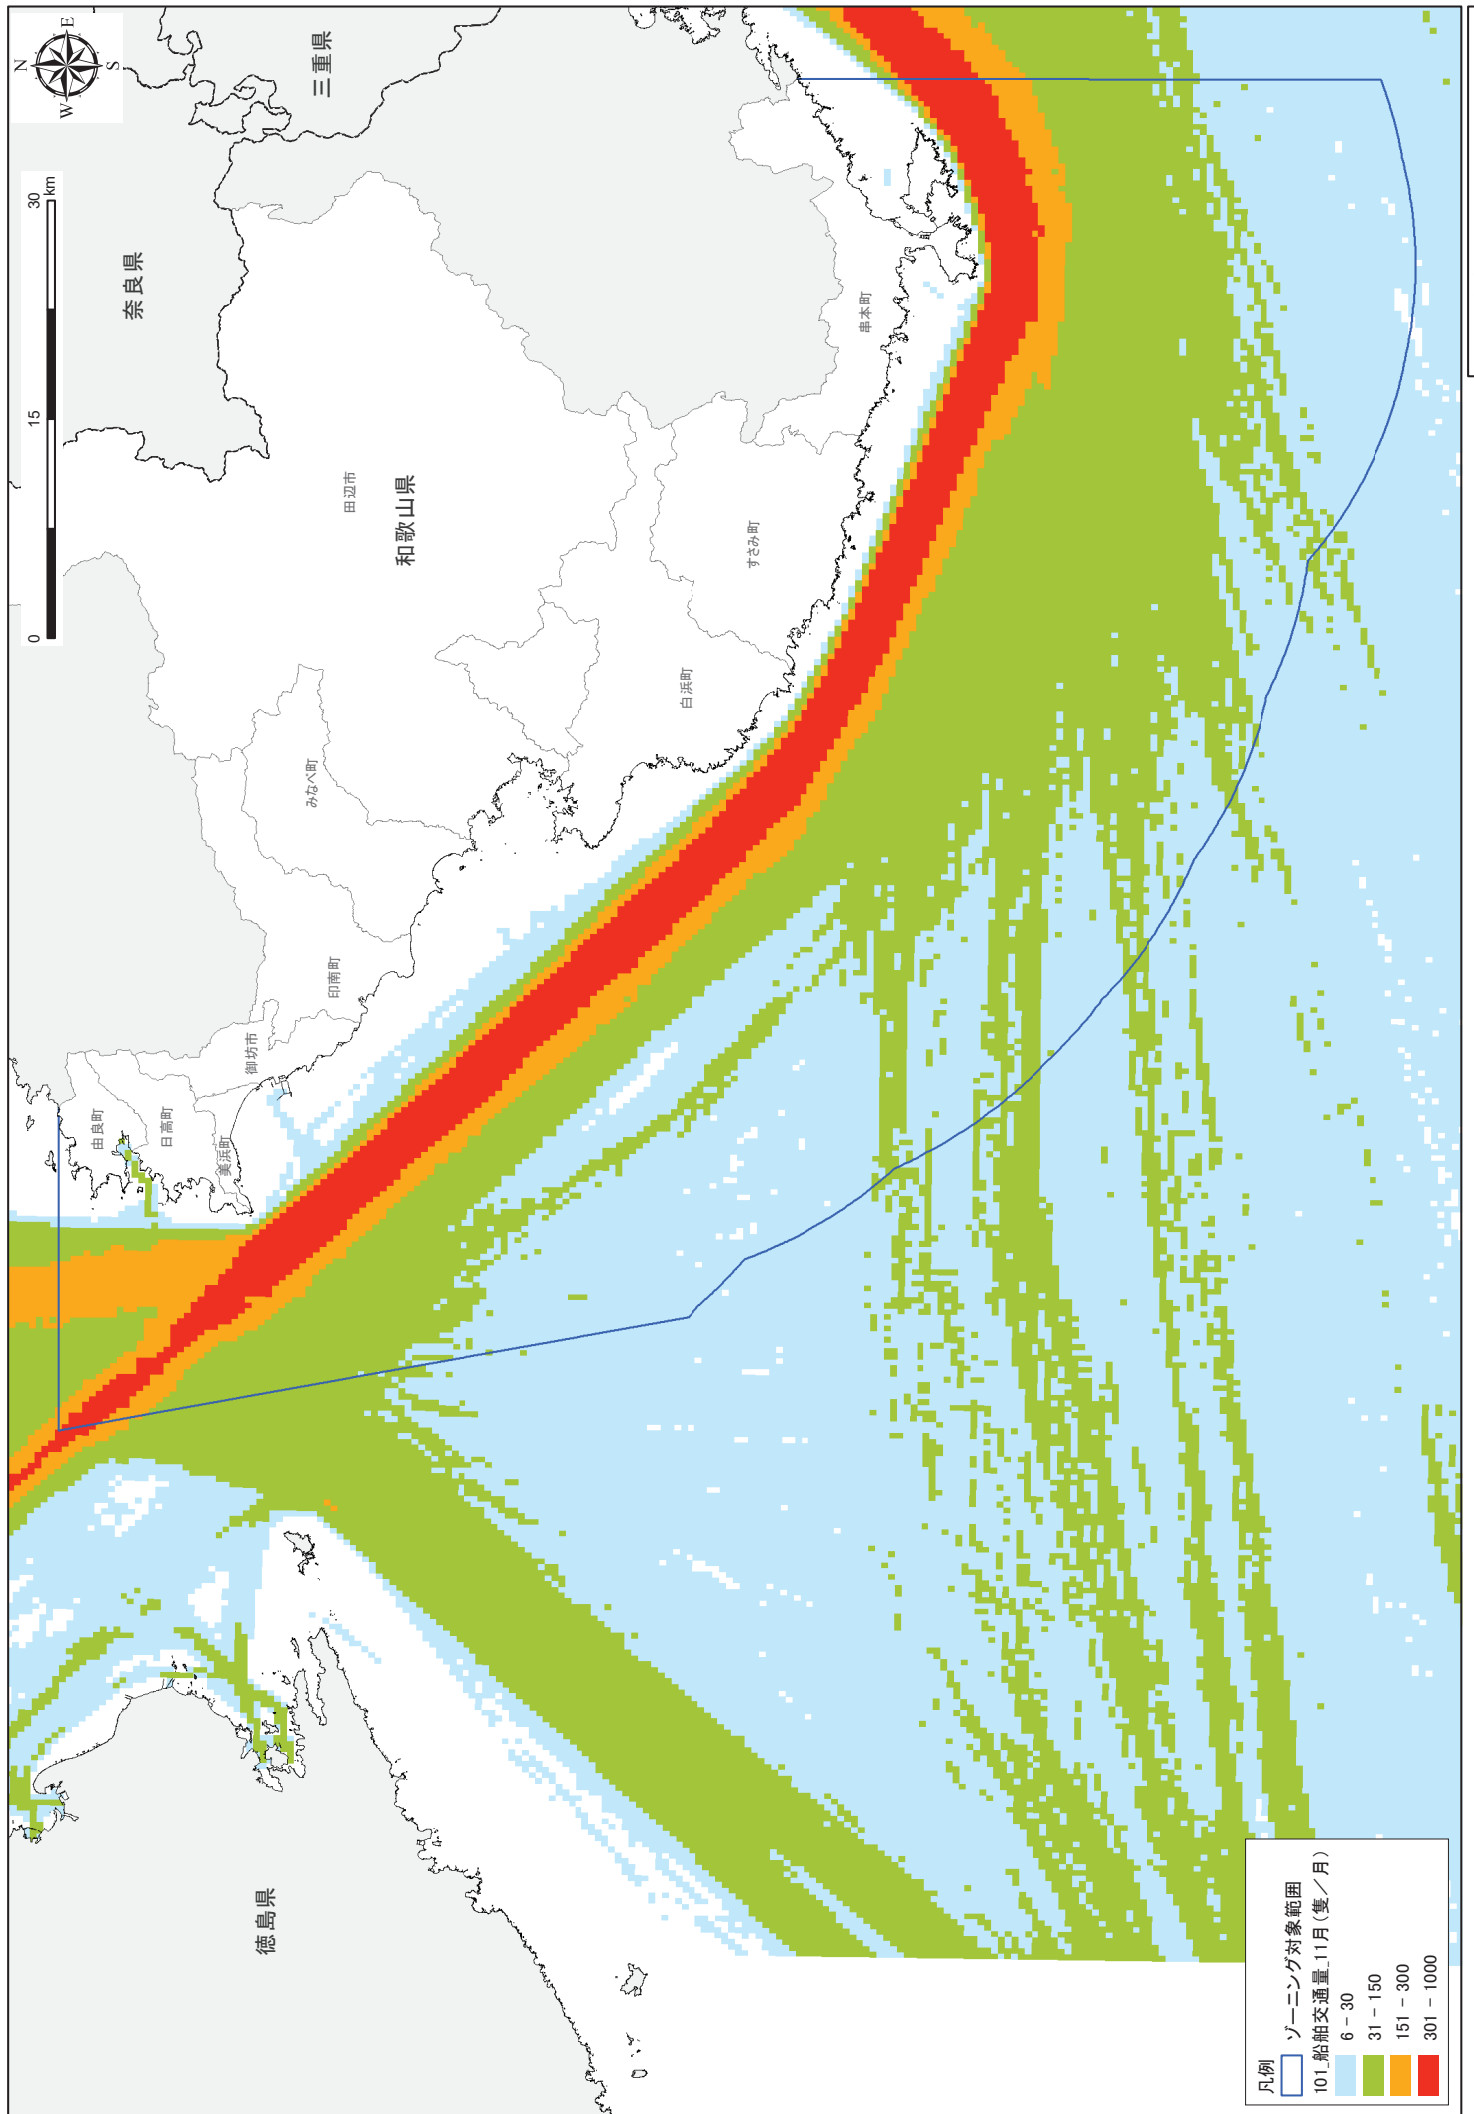 N
E
S
W
0
15
30
km
三重県
奈良県
和歌山県
徳島県
田辺市
みなべ町
印南町
御坊市
美浜町
日高町
由良町
白浜町
すさみ町
串本町
凡例
ゾーニング対象範囲
101_船舶交通量_11月(隻／月)
6 - 30
31 - 150
151 - 300
301 - 1000